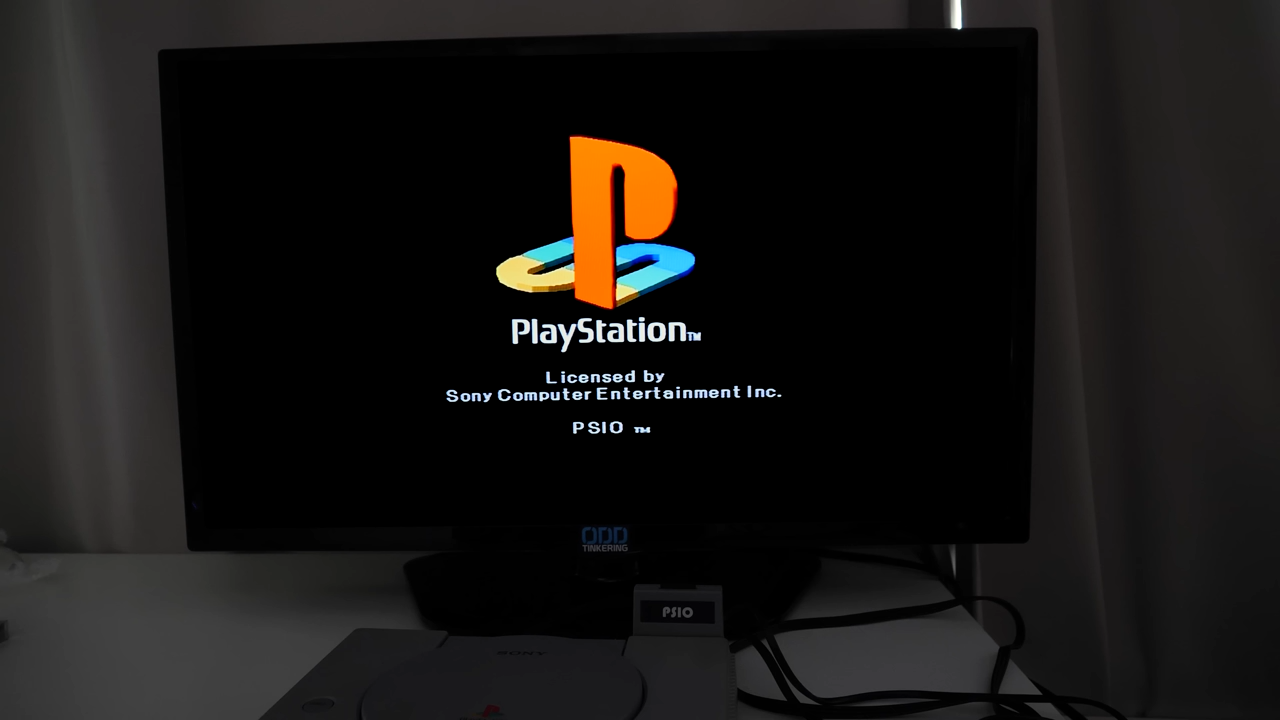 PlayStation™
Licensed by
Sony Computer Entertainment Inc.
PSIO ™
ODD
TINKERING
PSIO
SONY